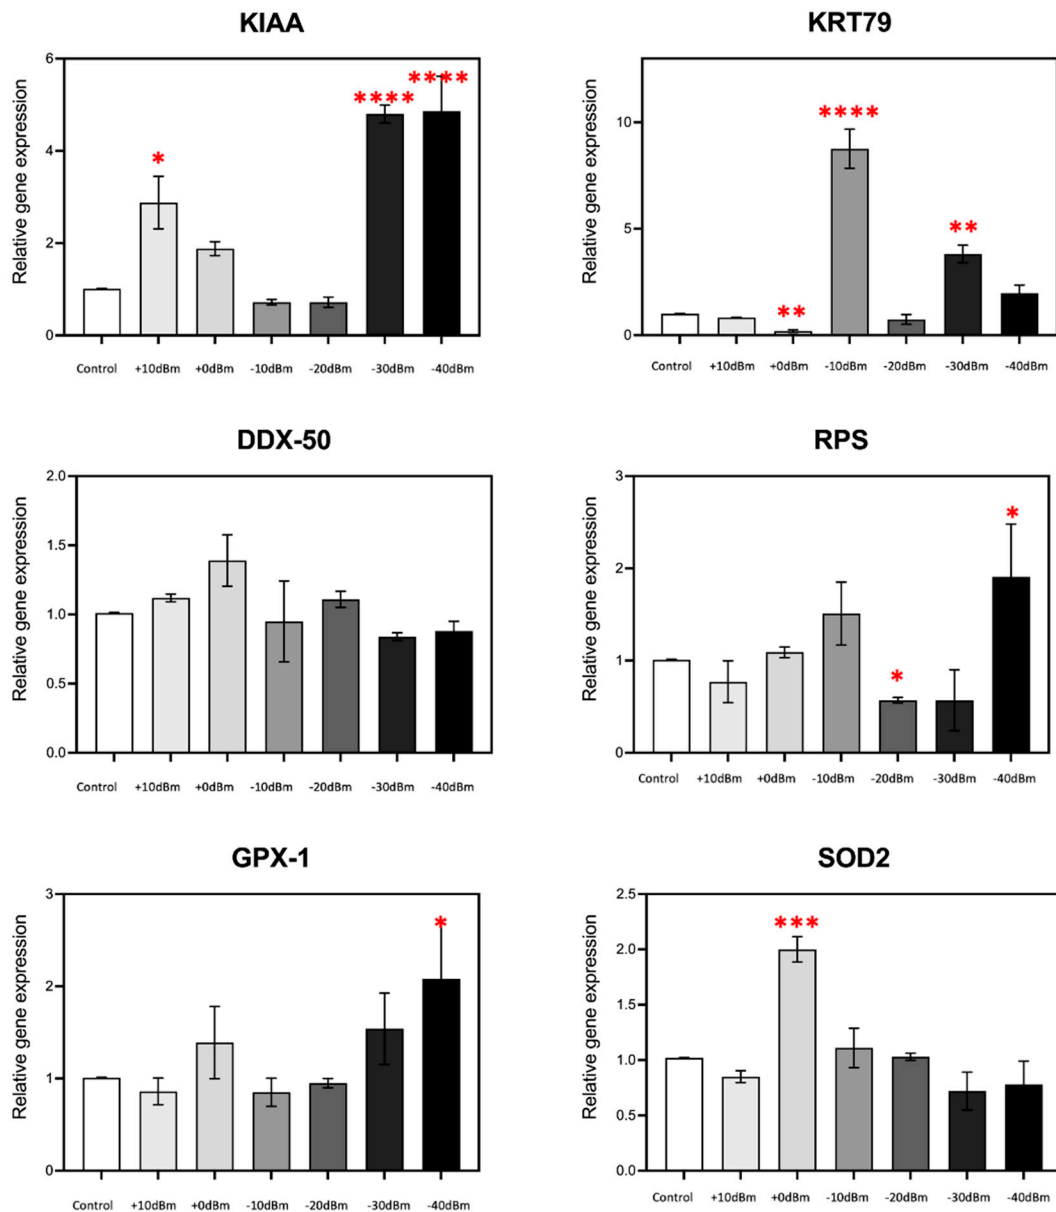 KIAA
Relative gene expression
6
****
****
4
*
2
0
Control +10dBm +0dBm -10dBm -20dBm -30dBm -40dBm
KRT79
Relative gene expression
****
10
**
5
**
0
Control +10dBm +0dBm -10dBm -20dBm -30dBm -40dBm
DDX-50
Relative gene expression
2.0
1.5
1.0
0.5
0.0
Control +10dBm +0dBm -10dBm -20dBm -30dBm -40dBm
RPS
Relative gene expression
3
*
2
1
*
0
Control +10dBm +0dBm -10dBm -20dBm -30dBm -40dBm
GPX-1
Relative gene expression
3
*
2
1
0
Control +10dBm +0dBm -10dBm -20dBm -30dBm -40dBm
SOD2
Relative gene expression
2.5
***
2.0
1.5
1.0
0.5
0.0
Control +10dBm +0dBm -10dBm -20dBm -30dBm -40dBm